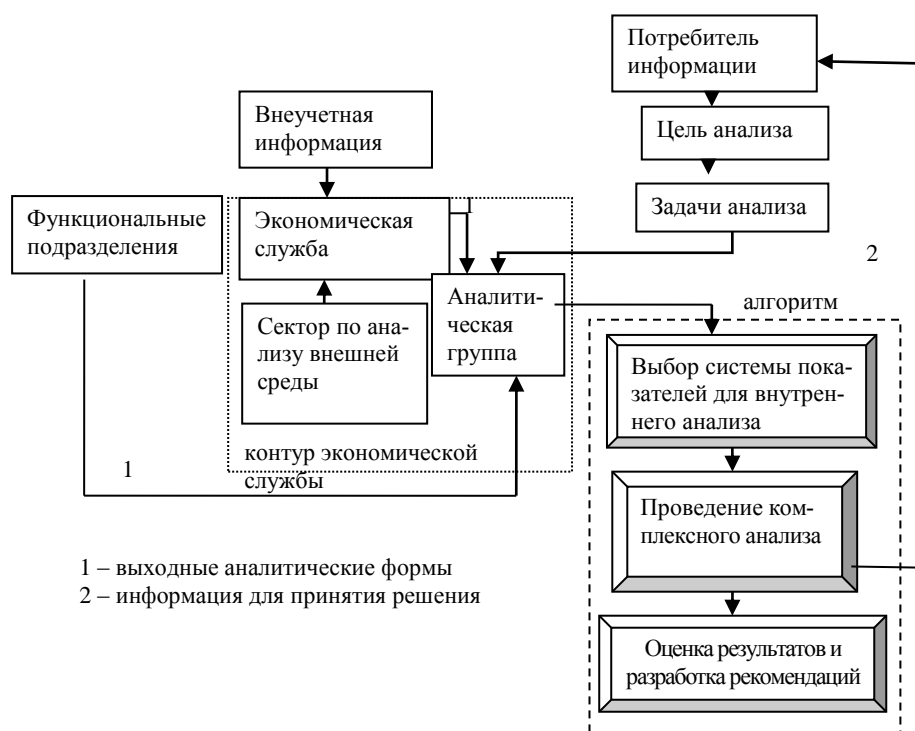 Потребитель
информации
Внеучетная
информация
Цель анализа
Функциональные
подразделения
Экономическая
служба
1
Задачи анализа
2
Сектор по ана-
лизу внешней
среды
Аналити-
ческая
группа
алгоритм
Выбор системы пока-
зателей для внутрен-
него анализа
контур экономической
службы
1
Проведение ком-
плексного анализа
1 – выходные аналитические формы
2 – информация для принятия решения
Оценка результатов и
разработка рекомендаций